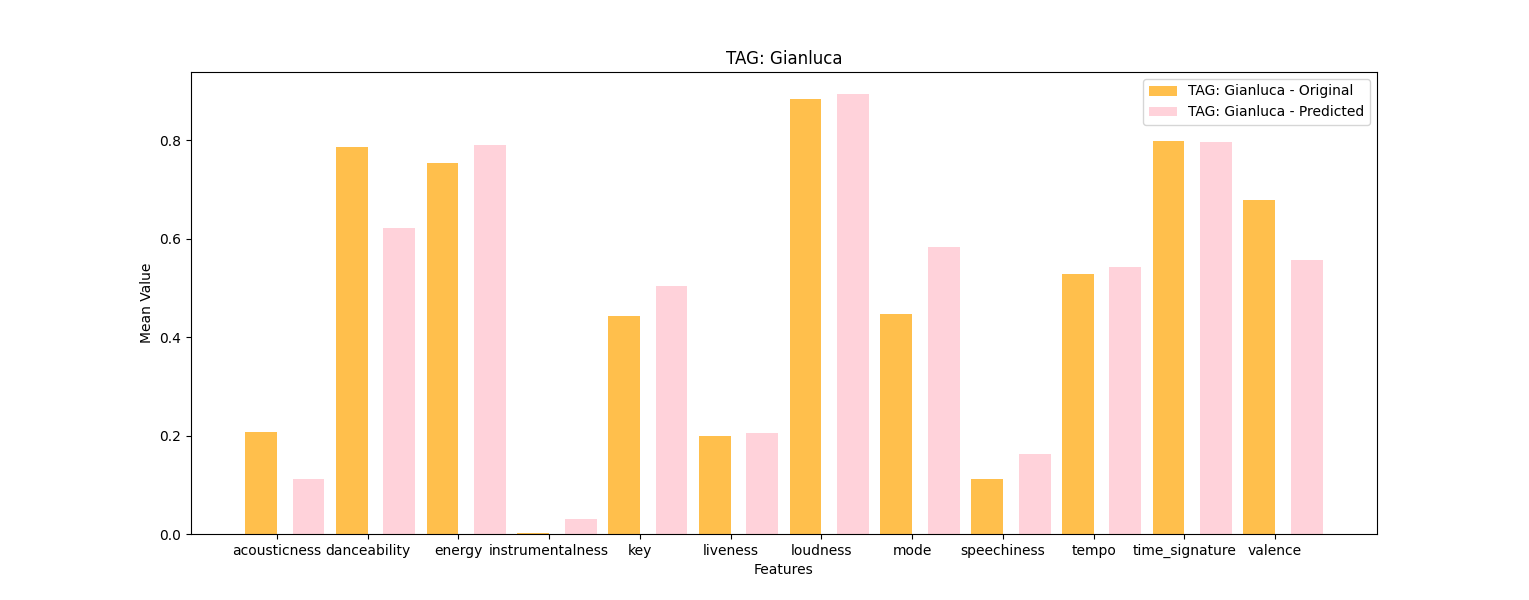 TAG: Gianluca
TAG: Gianluca - Original
TAG: Gianluca - Predicted
0.8
0.6
0.4
0.2
0.0
Mean Value
acousticness danceability energy instrumentalness key liveness loudness mode speechiness tempo time_signature valence
Features